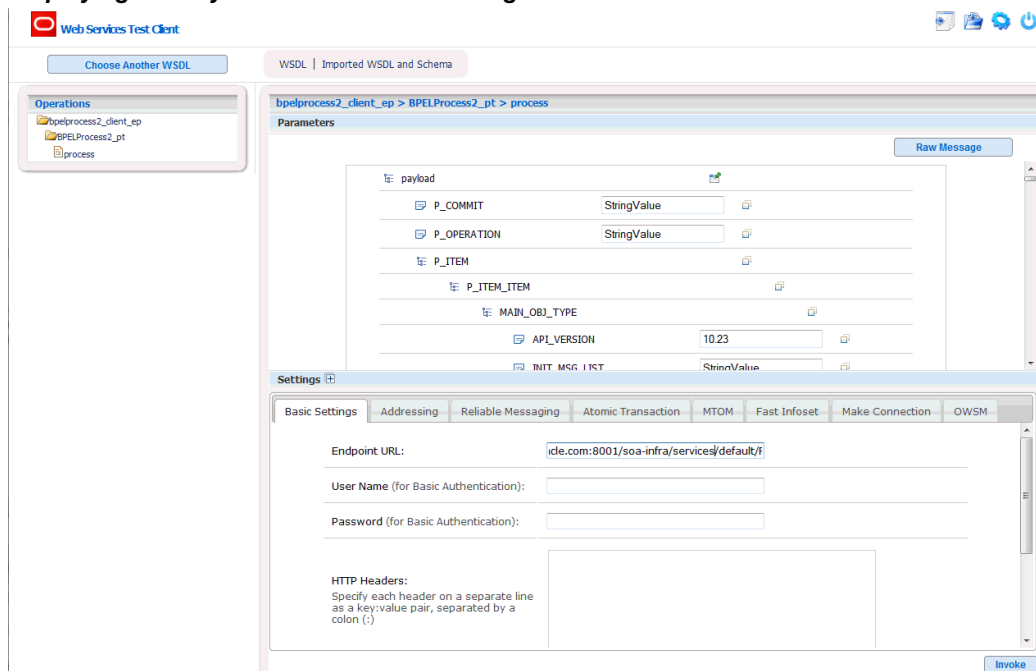 Web Services Test Client
Choose Another WSDL
WSDL | Imported WSDL and Schema
Operations
bpelprocess2_client_ep
BPELProcess2_pt
process
bpelprocess2_client_ep > BPELProcess2_pt > process
Parameters
Raw Message
payload
P_COMMIT StringValue
P_OPERATION StringValue
P_ITEM
P_ITEM_ITEM
MAIN_OBJ_TYPE
API_VERSION 10.23
INIT_MSG_LIST StringValue
Settings
Basic Settings Addressing Reliable Messaging Atomic Transaction MTOM Fast Infoset Make Connection OWSM
Endpoint URL: cle.com:8001/soa-infra/services/default/
User Name (for Basic Authentication):
Password (for Basic Authentication):
HTTP Headers:
Specify each header on a separate line
as a key:value pair, separated by a
colon (:)
Invoke